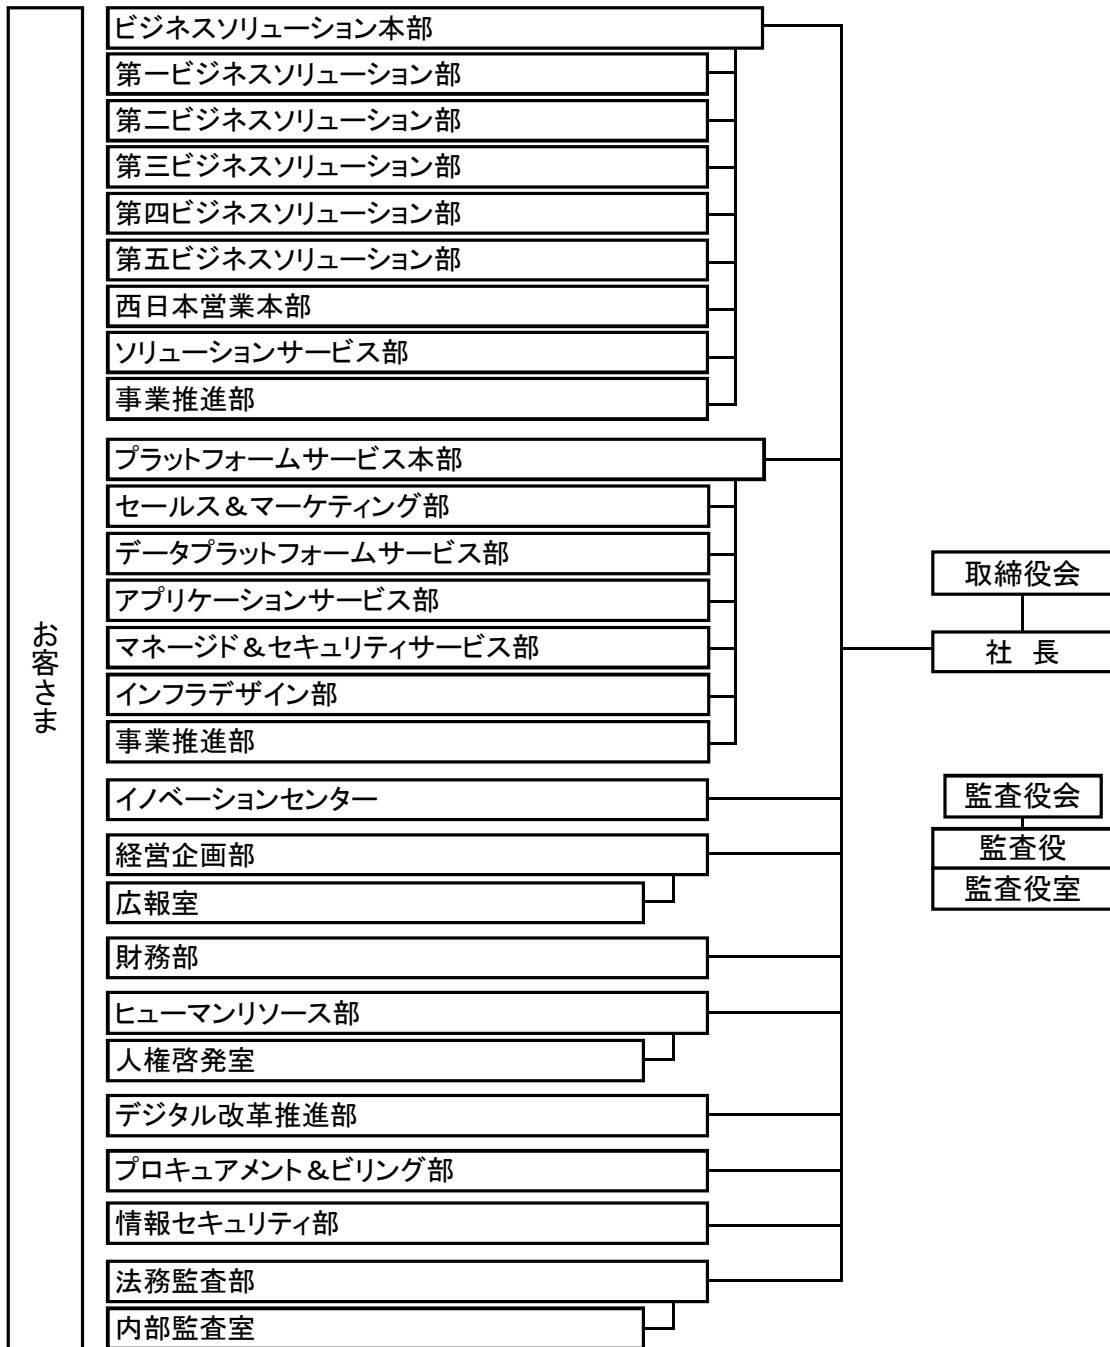 お客さま
ビジネスソリューション本部
第一ビジネスソリューション部
第二ビジネスソリューション部
第三ビジネスソリューション部
第四ビジネスソリューション部
第五ビジネスソリューション部
西日本営業本部
ソリューションサービス部
事業推進部
プラットフォームサービス本部
セールス＆マーケティング部
データプラットフォームサービス部
アプリケーションサービス部
マネージド＆セキュリティサービス部
インフラデザイン部
事業推進部
イノベーションセンター
経営企画部
広報室
財務部
ヒューマンリソース部
人権啓発室
デジタル改革推進部
プロキュアメント＆ビリング部
情報セキュリティ部
法務監査部
内部監査室
取締役会
社 長
監査役会
監査役
監査役室